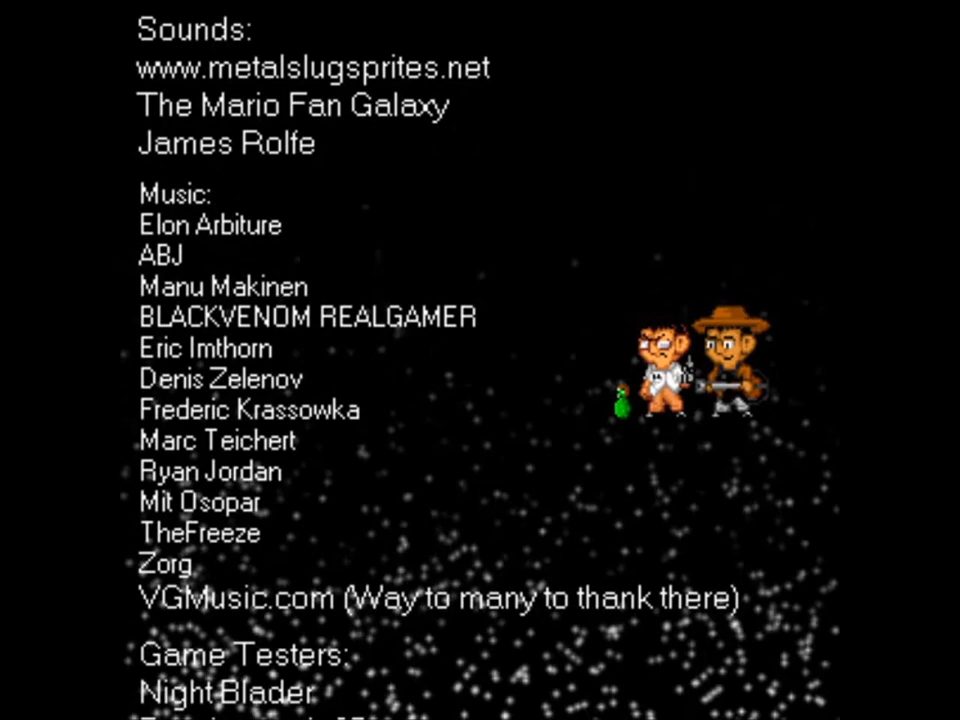 Sounds:
www.metalslugsprites.net
The Mario Fan Galaxy
James Rolfe
Music:
Elon Arbiture
ABJ
Manu Makinen
BLACKVENOM REALGAMER
Eric Imthorn
Denis Zelenov
Frederic Krassowka
Marc Teichert
Ryan Jordan
Mit Osopar
TheFreeze
Zorg
VGMusic.com (Way to many to thank there)
Game Testers:
Night Blader